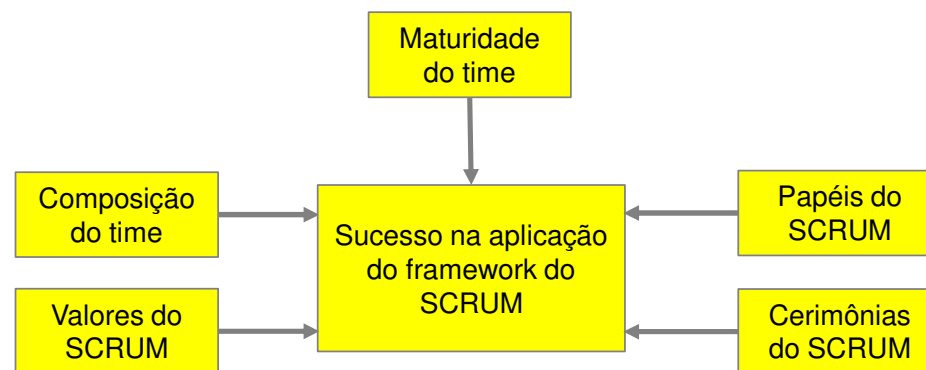 Maturidade
do time
Composição
do time
Sucesso na aplicação
do framework do
SCRUM
Papéis do
SCRUM
Valores do
SCRUM
Cerimônias
do SCRUM